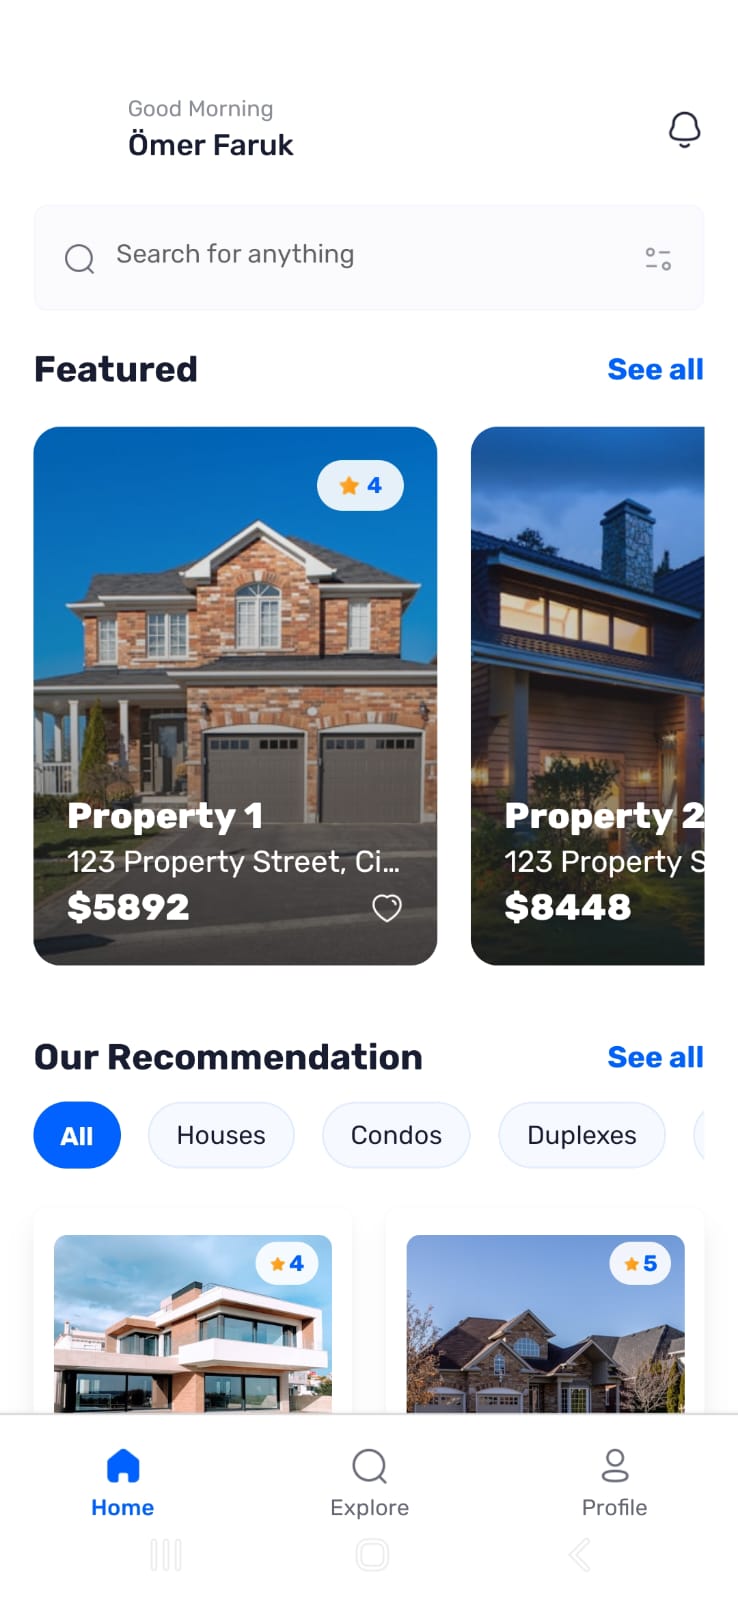 Good Morning
Ömer Faruk
Search for anything
Featured
See all
4
Property 1
123 Property Street, Ci...
$5892
Property 2
123 Property S
$8448
Our Recommendation
See all
All
Houses
Condos
Duplexes
4
5
Home
Explore
Profile